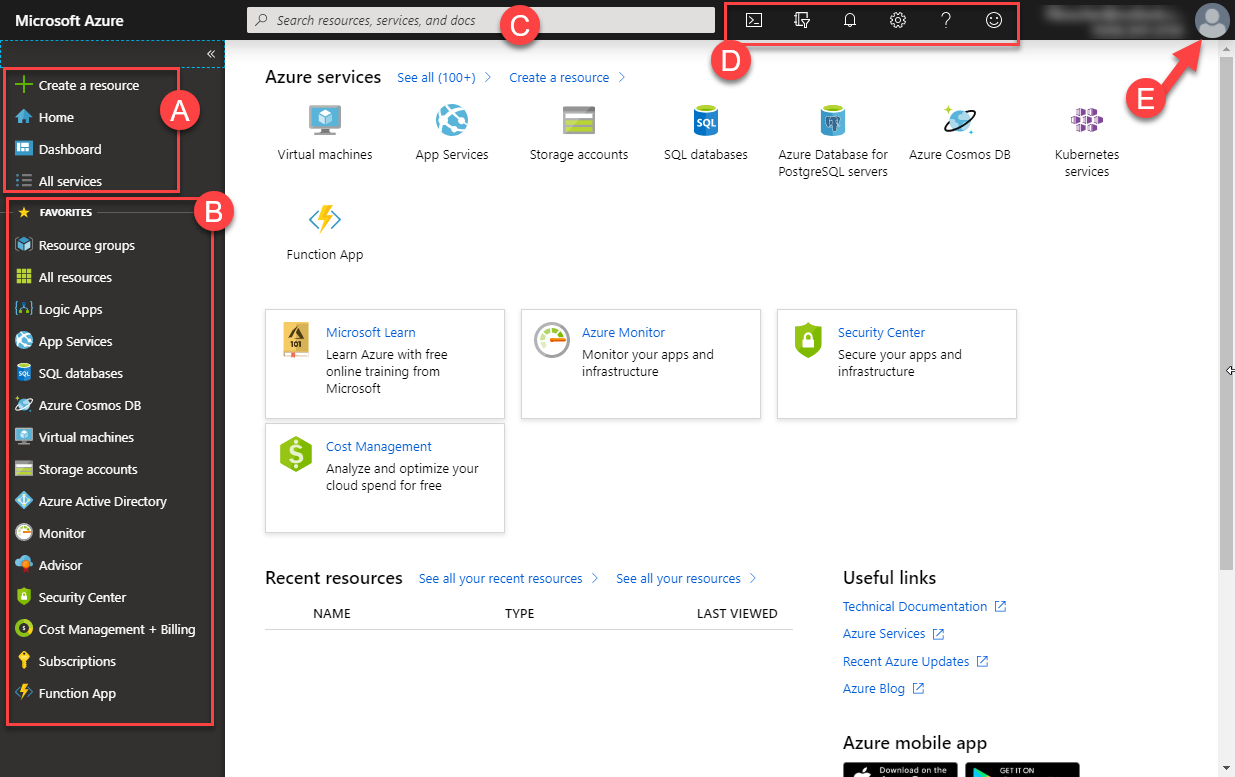 Microsoft Azure
Search resources, services, and docs
C
D
E
«
Create a resource
Home
Dashboard
All services
A
FAVORITES
B
Resource groups
All resources
Logic Apps
App Services
SQL databases
Azure Cosmos DB
Virtual machines
Storage accounts
Azure Active Directory
Monitor
Advisor
Security Center
Cost Management + Billing
Subscriptions
Function App
Azure services See all (100+) Create a resource
Virtual machines
App Services
Storage accounts
SQL
SQL databases
Azure Database for
PostgreSQL servers
Azure Cosmos DB
Kubernetes
services
Function App
101
Microsoft Learn
Learn Azure with free
online training from
Microsoft
Azure Monitor
Monitor your apps and
infrastructure
Security Center
Secure your apps and
infrastructure
$
Cost Management
Analyze and optimize your
cloud spend for free
Recent resources See all your recent resources See all your resources
NAME TYPE LAST VIEWED
Useful links
Technical Documentation
Azure Services
Recent Azure Updates
Azure Blog
Azure mobile app
Download on the
GET IT ON